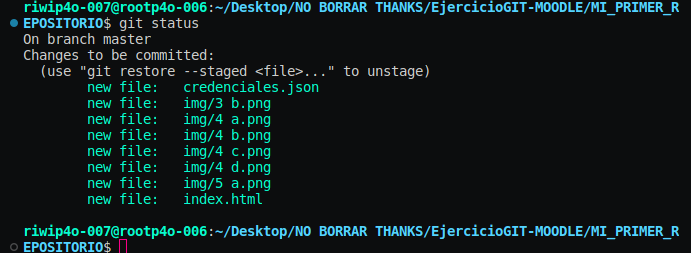 riwip4o-007@rootp4o-006:~/Desktop/NO BORRAR THANKS/EjercicioGIT-MOODLE/MI_PRIMER_R
EPOSITORIO$ git status
On branch master
Changes to be committed:
  (use "git restore --staged <file>..." to unstage)
        new file:   credenciales.json
        new file:   img/3 b.png
        new file:   img/4 a.png
        new file:   img/4 b.png
        new file:   img/4 c.png
        new file:   img/4 d.png
        new file:   img/5 a.png
        new file:   index.html

riwip4o-007@rootp4o-006:~/Desktop/NO BORRAR THANKS/EjercicioGIT-MOODLE/MI_PRIMER_R
EPOSITORIO$